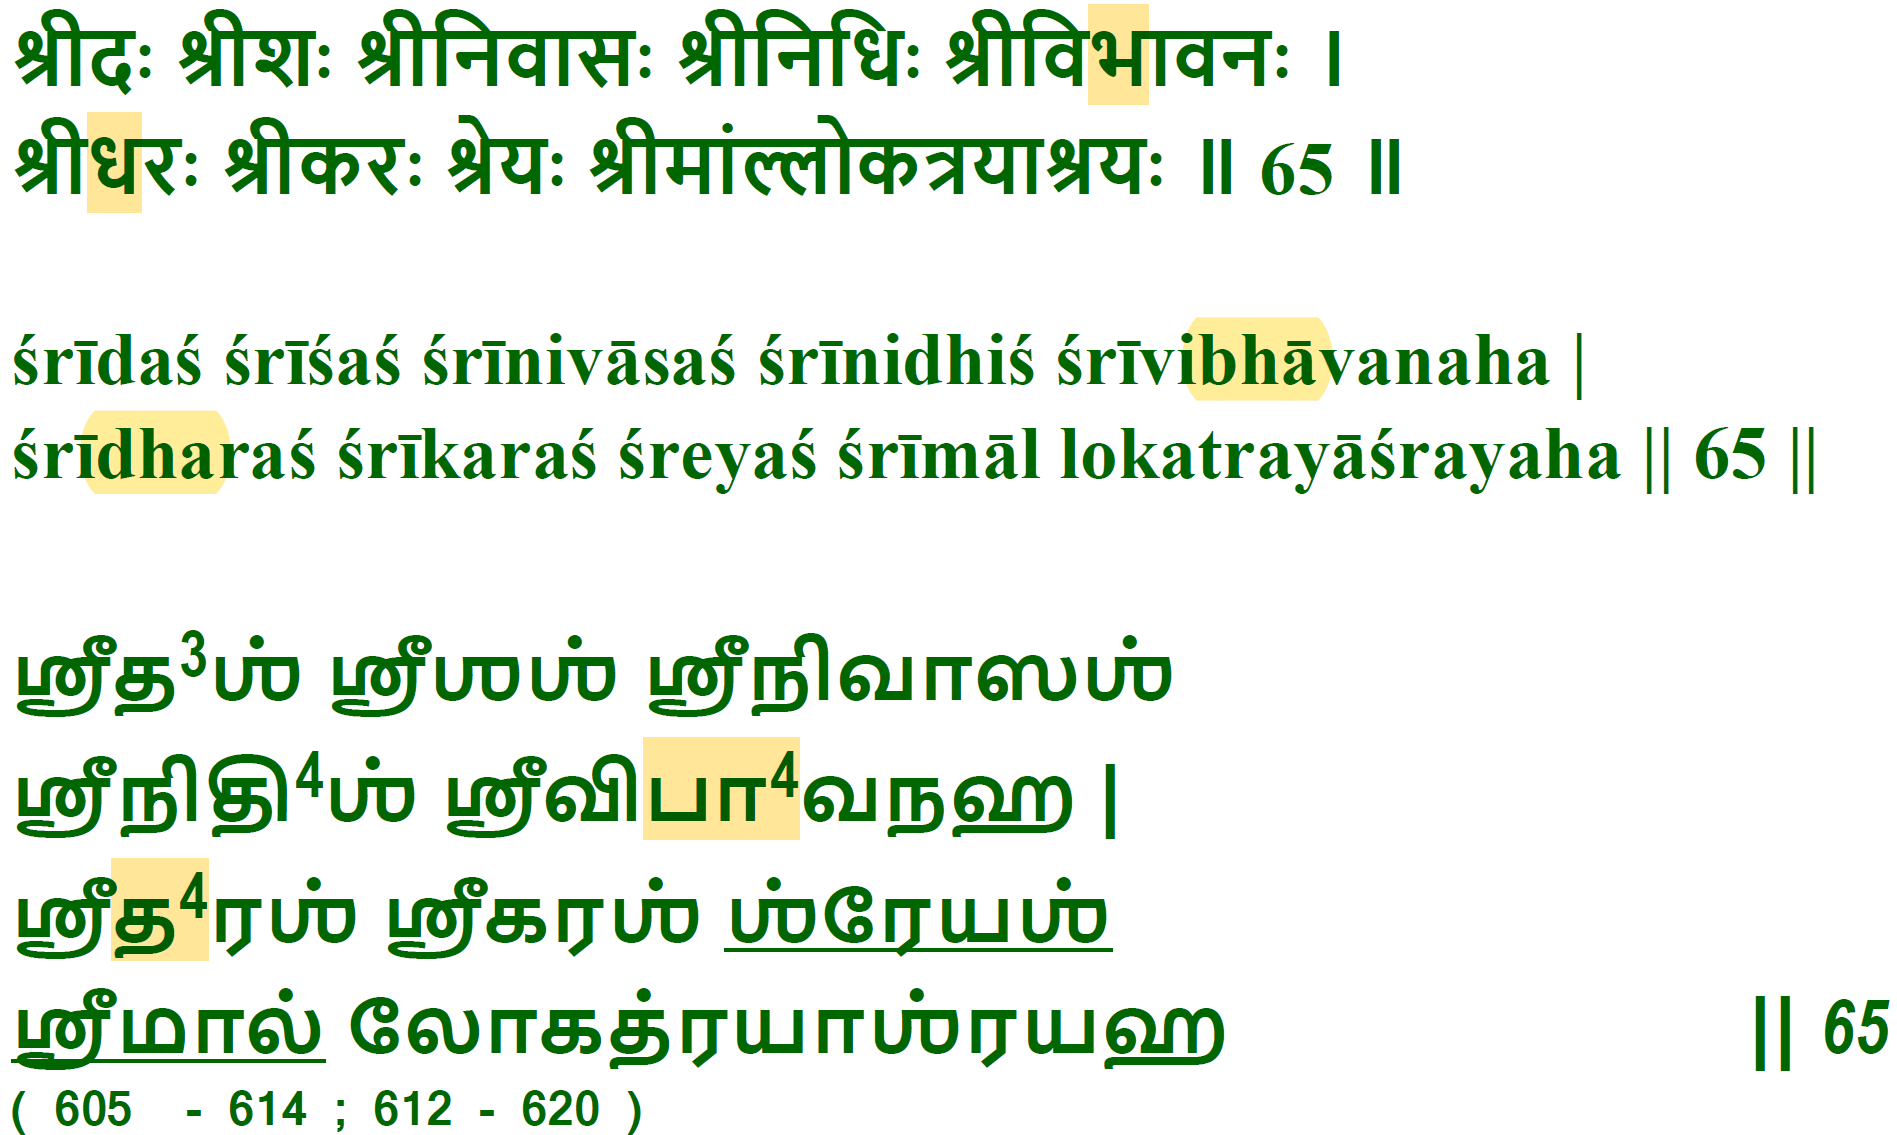 श्रीदः श्रीशः श्रीनिवासः श्रीनिधिः श्रीविभावनः ।
श्रीधरः श्रीकरः श्रेयः श्रीमांल्लोकत्रयाश्रयः ॥ 65 ॥
śrīdaś śrīśaś śrīnivāsaś śrīnidhiś śrīvibhāvanaha |
śrīdharaś śrīkaraś śreyaś śrīmāl lokatrayāśrayaha || 65 ||
ஶ்ரீத³ஶ் ஶ்ரீஶஶ் ஶ்ரீநிவாஸஶ்
ஶ்ரீநிதி⁴ஶ் ஶ்ரீவிபா⁴வநஹ |
ஶ்ரீத⁴ரஶ் ஶ்ரீகரஶ் ஶ்ரேயஶ்
ஶ்ரீமால் லோகத்ரயாஶ்ரயஹ || 65
( 605 - 614 ; 612 - 620 )